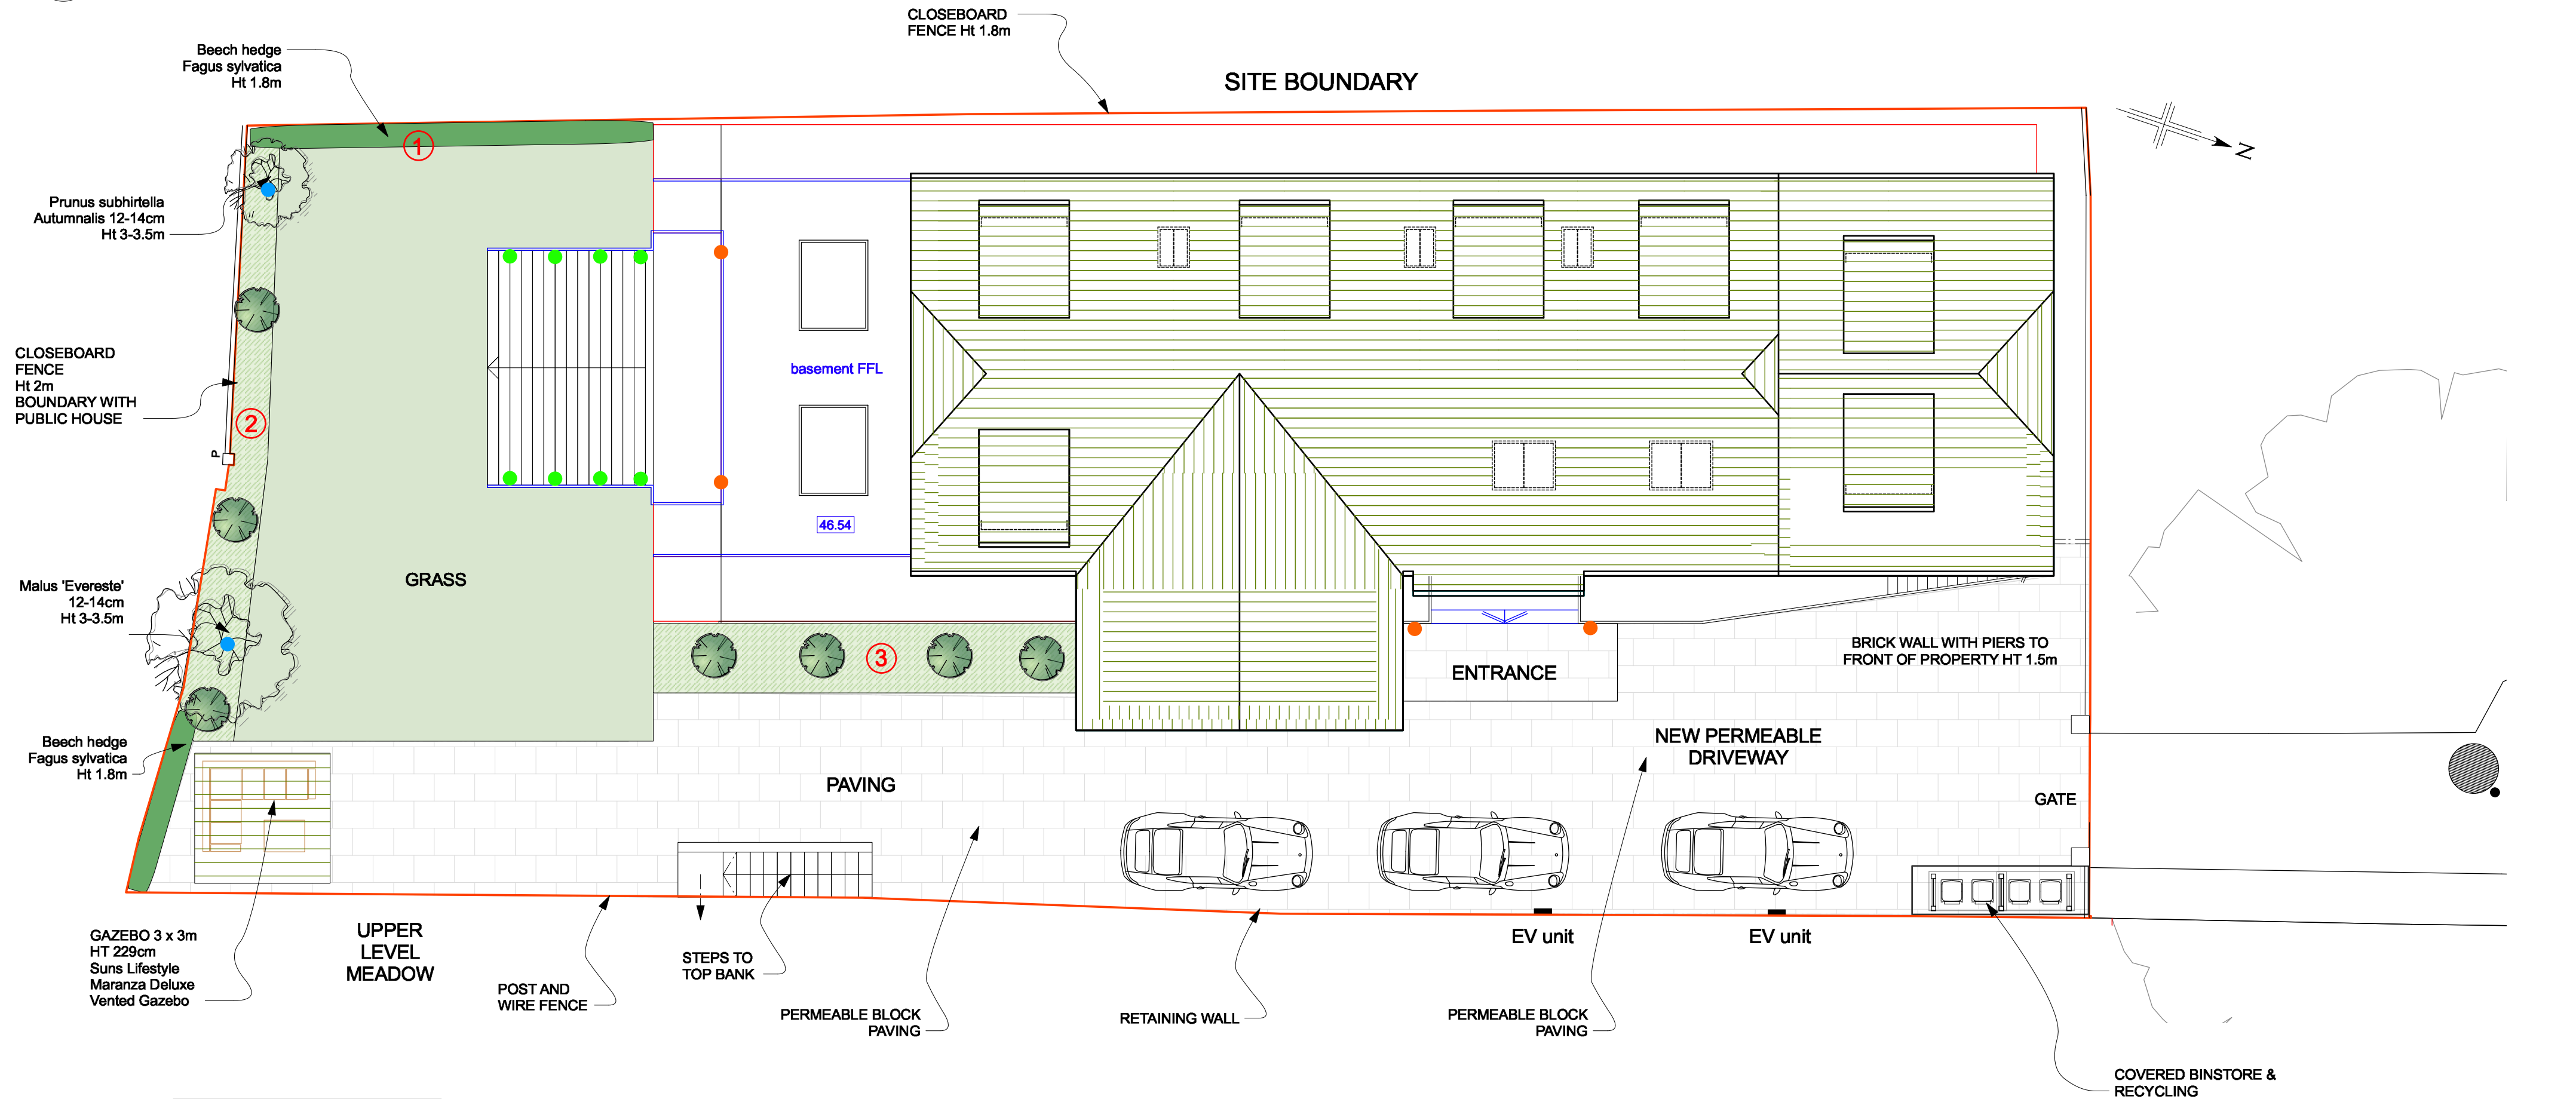 CLOSEBOARD
FENCE Ht 1.8m
Beech hedge
Fagus sylvatica
Ht 1.8m
SITE BOUNDARY
1
N
Prunus subhirtella
Autumnalis 12-14cm
Ht 3-3.5m
CLOSEBOARD
FENCE
Ht 2m
BOUNDARY WITH
PUBLIC HOUSE
2
P
basement FFL
46.54
GRASS
Malus 'Evereste'
12-14cm
Ht 3-3.5m
3
ENTRANCE
BRICK WALL WITH PIERS TO
FRONT OF PROPERTY HT 1.5m
Beech hedge
Fagus sylvatica
Ht 1.8m
PAVING
NEW PERMEABLE
DRIVEWAY
GATE
GAZEBO 3 x 3m
HT 229cm
Suns Lifestyle
Maranza Deluxe
Vented Gazebo
UPPER
LEVEL
MEADOW
POST AND
WIRE FENCE
STEPS TO
TOP BANK
PERMEABLE BLOCK
PAVING
RETAINING WALL
EV unit
EV unit
PERMEABLE BLOCK
PAVING
COVERED BINSTORE &
RECYCLING